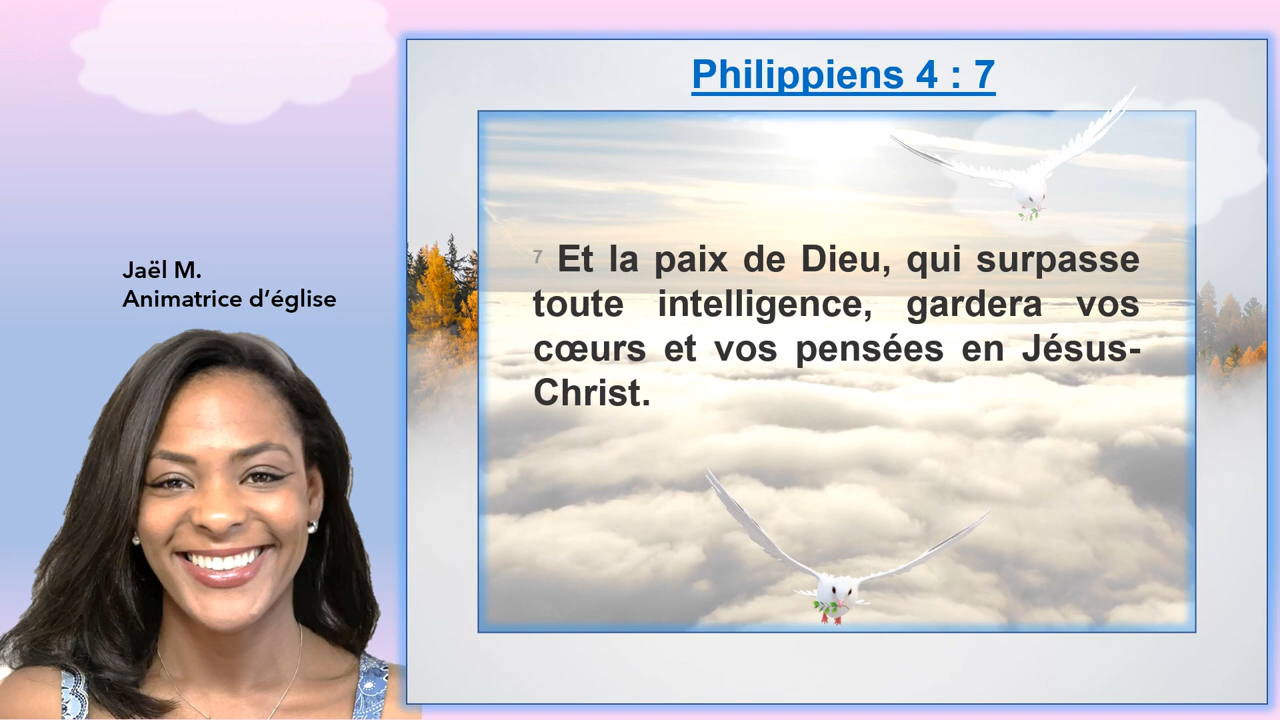 Philippiens 4 : 7
Jaël M.
Animatrice d’église
7 Et la paix de Dieu, qui surpasse
toute intelligence, gardera vos
cœurs et vos pensées en Jésus-
Christ.